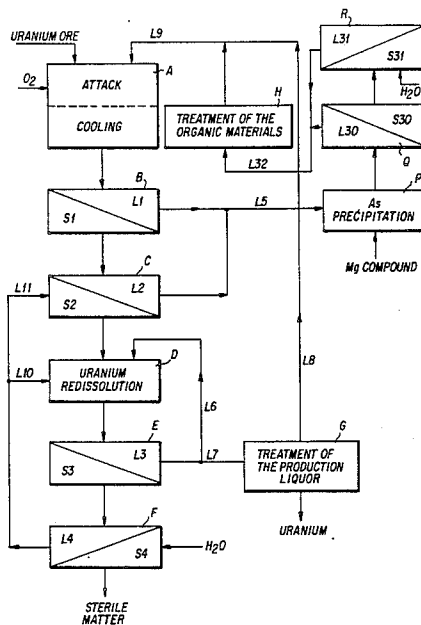 URANIUM ORE
O2
ATTACK
A
COOLING
L9
H
TREATMENT OF THE
ORGANIC MATERIALS
L32
R
L31
S31
H2O
L30
S30
Q
P
As
PRECIPITATION
Mg COMPOUND
B
L1
S1
L5
C
L2
S2
L11
L10
D
URANIUM
REDISSOLUTION
L6
L8
E
L3
S3
L7
G
TREATMENT OF
THE PRODUCTION
LIQUOR
URANIUM
F
L4
S4
H2O
STERILE
MATTER